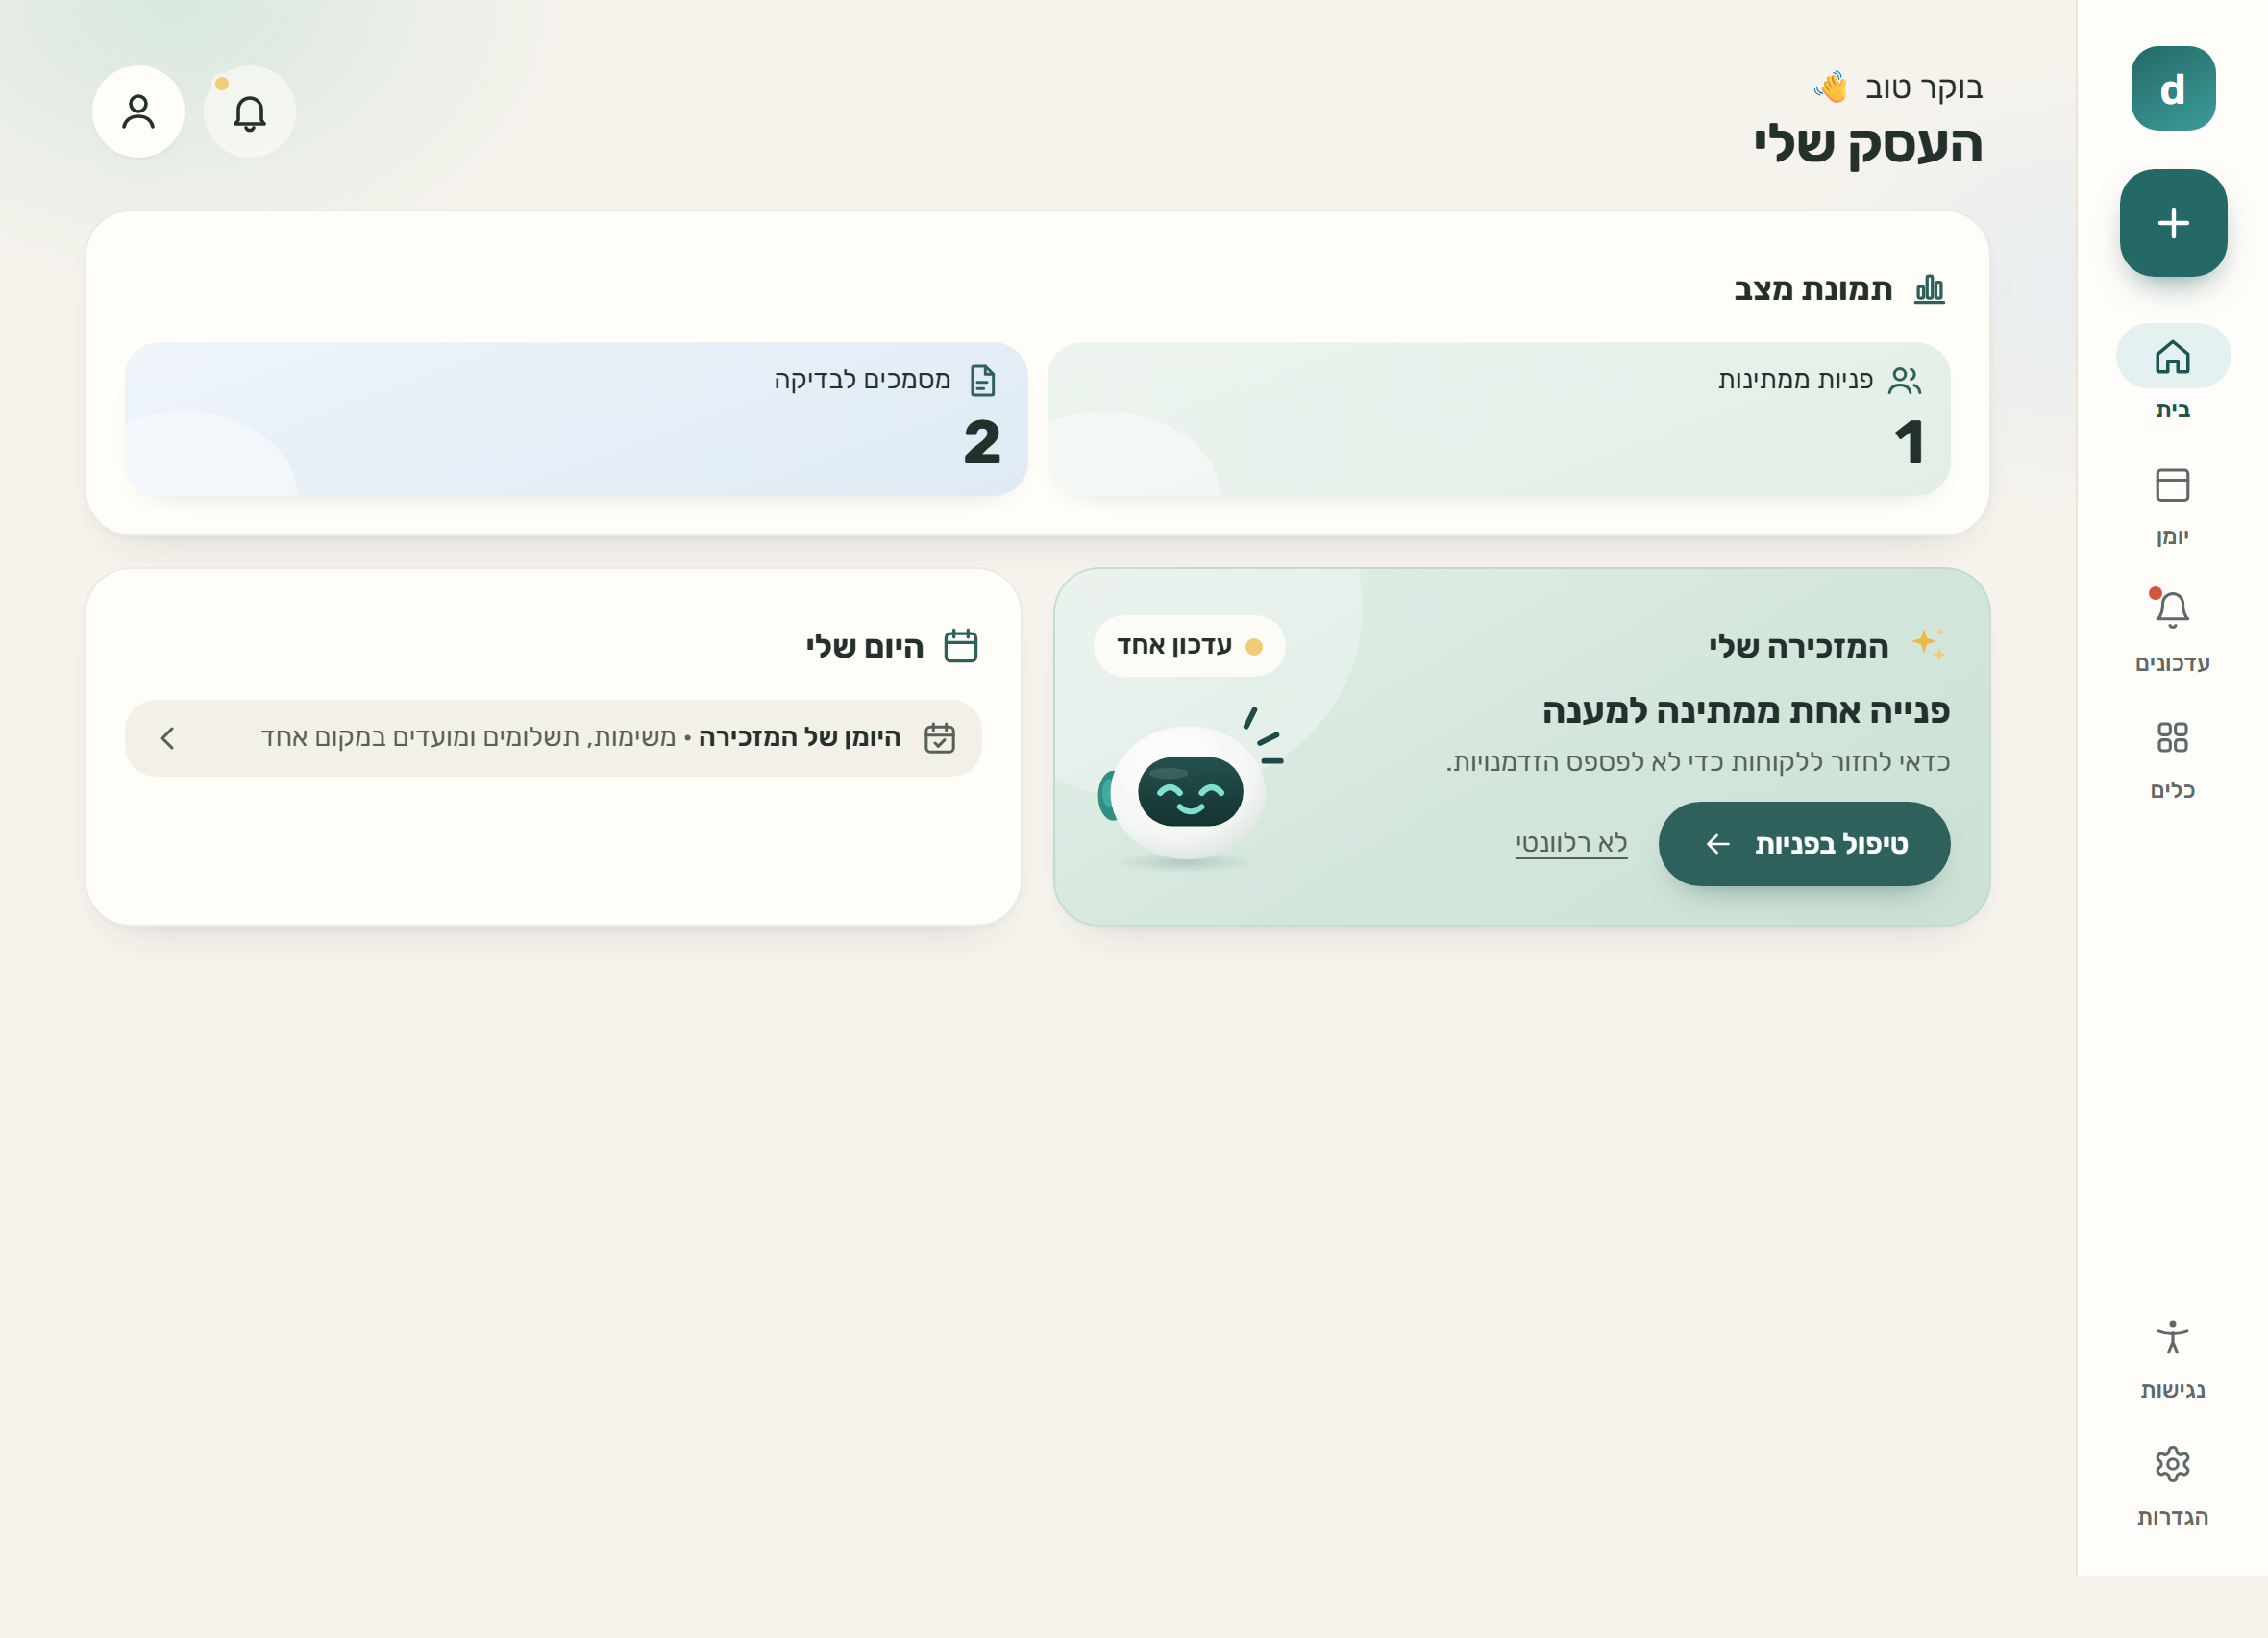 d
בית
יומן
עדכונים
כלים
נגישות
הגדרות
בוקר טוב 👋
העסק שלי
תמונת מצב
פניות ממתינות
1
מסמכים לבדיקה
2
המזכירה שלי
עדכון אחד
פנייה אחת ממתינה למענה
כדאי לחזור ללקוחות כדי לא לפספס הזדמנויות.
טיפול בפניות
לא רלוונטי
היום שלי
היומן של המזכירה • משימות, תשלומים ומועדים במקום אחד